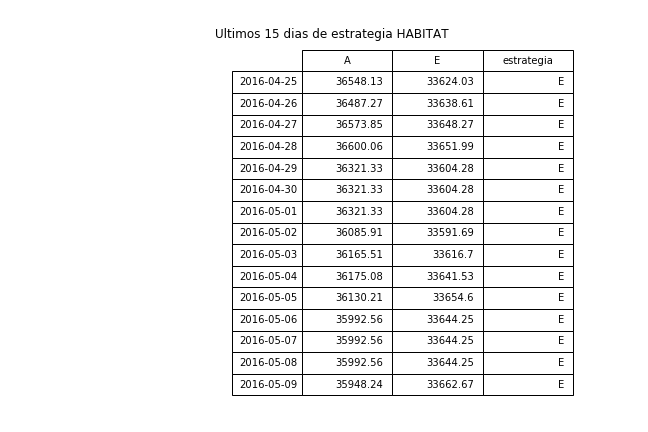 Ultimos 15 dias de estrategia HABITAT
A E estrategia
2016-04-25 36548.13 33624.03 E
2016-04-26 36487.27 33638.61 E
2016-04-27 36573.85 33648.27 E
2016-04-28 36600.06 33651.99 E
2016-04-29 36321.33 33604.28 E
2016-04-30 36321.33 33604.28 E
2016-05-01 36321.33 33604.28 E
2016-05-02 36085.91 33591.69 E
2016-05-03 36165.51 33616.7 E
2016-05-04 36175.08 33641.53 E
2016-05-05 36130.21 33654.6 E
2016-05-06 35992.56 33644.25 E
2016-05-07 35992.56 33644.25 E
2016-05-08 35992.56 33644.25 E
2016-05-09 35948.24 33662.67 E